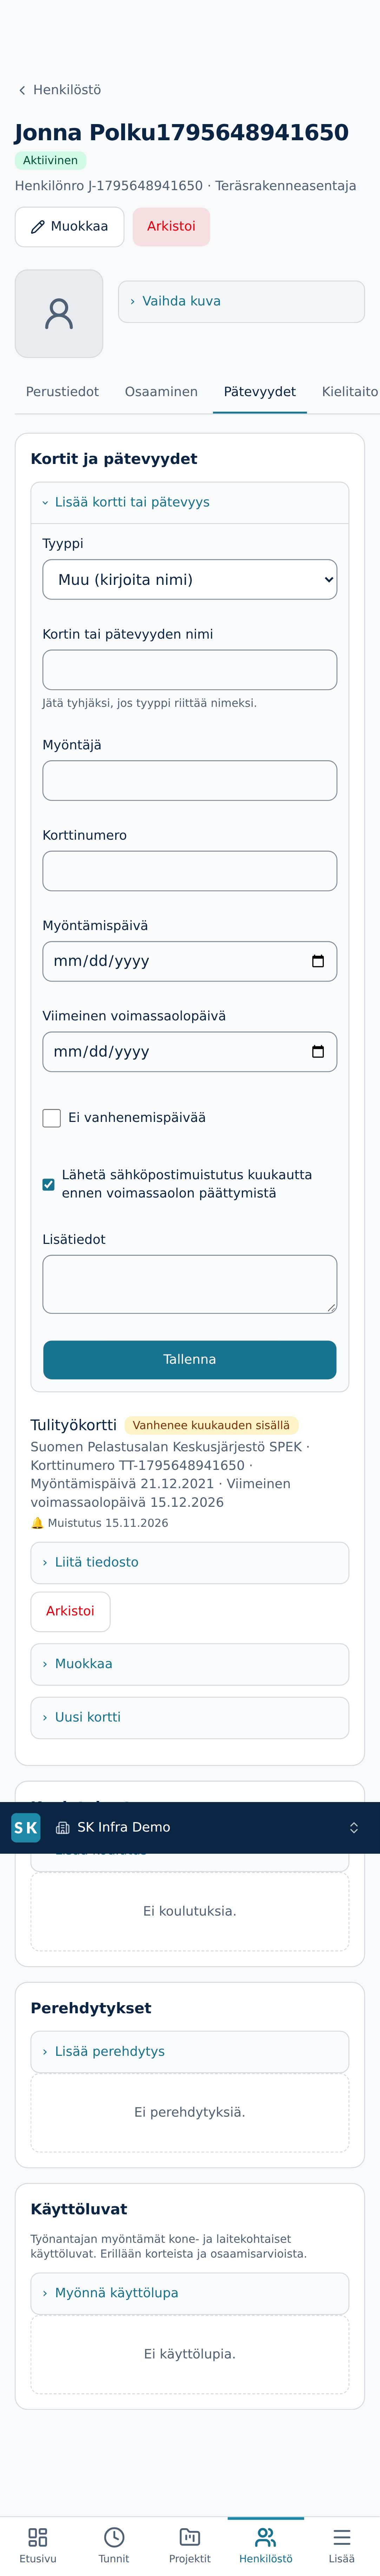 Henkilöstö
Jonna Polku1795648941650
Aktiivinen
Henkilönro J-1795648941650 · Teräsrakenneasentaja
Muokkaa
Arkistoi
Vaihda kuva
Perustiedot
Osaaminen
Pätevyydet
Kielitaito
Kortit ja pätevyydet
Lisää kortti tai pätevyys
Tyyppi
Muu (kirjoita nimi)
Kortin tai pätevyyden nimi
Jätä tyhjäksi, jos tyyppi riittää nimeksi.
Myöntäjä
Korttinumero
Myöntämispäivä
mm/dd/yyyy
Viimeinen voimassaolopäivä
mm/dd/yyyy
Ei vanhenemispäivää
Lähetä sähköpostimuistutus kuukautta
ennen voimassaolon päättymistä
Lisätiedot
Tallenna
Tulityökortti
Vanhenee kuukauden sisällä
Suomen Pelastusalan Keskusjärjestö SPEK ·
Korttinumero TT-1795648941650 ·
Myöntämispäivä 21.12.2021 · Viimeinen
voimassaolopäivä 15.12.2026
Muistutus 15.11.2026
Liitä tiedosto
Arkistoi
Muokkaa
Uusi kortti
SK
SK Infra Demo
Ei koulutuksia.
Perehdytykset
Lisää perehdytys
Ei perehdytyksiä.
Käyttöluvat
Työnantajan myöntämät kone- ja laitekohtaiset
käyttöluvat. Erillään korteista ja osaamisarvioista.
Myönnä käyttölupa
Ei käyttölupia.
Etusivu
Tunnit
Projektit
Henkilöstö
Lisää